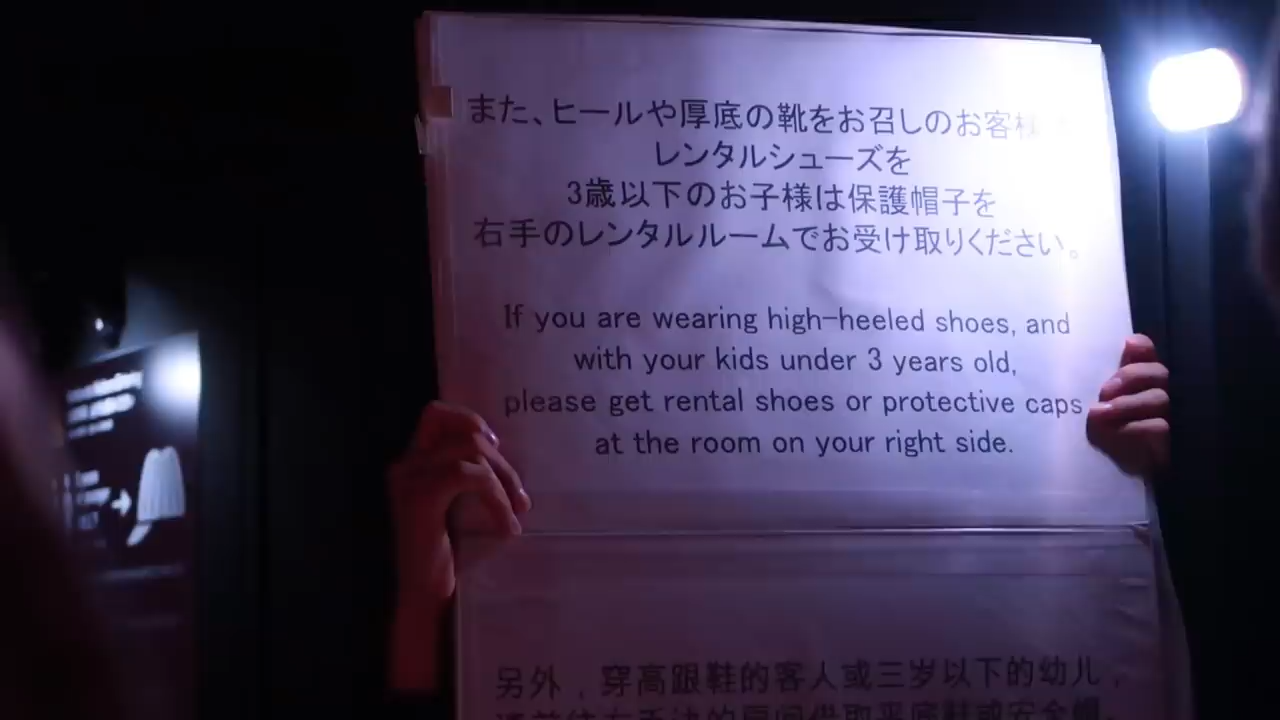 また、ヒールや厚底の靴をお召しのお客様は
レンタルシューズを
3歳以下のお子様は保護帽子を
右手のレンタルルームでお受け取りください。
If you are wearing high-heeled shoes, and
with your kids under 3 years old,
please get rental shoes or protective caps
at the room on your right side.
另外，穿高跟鞋的客人或三岁以下的幼儿，